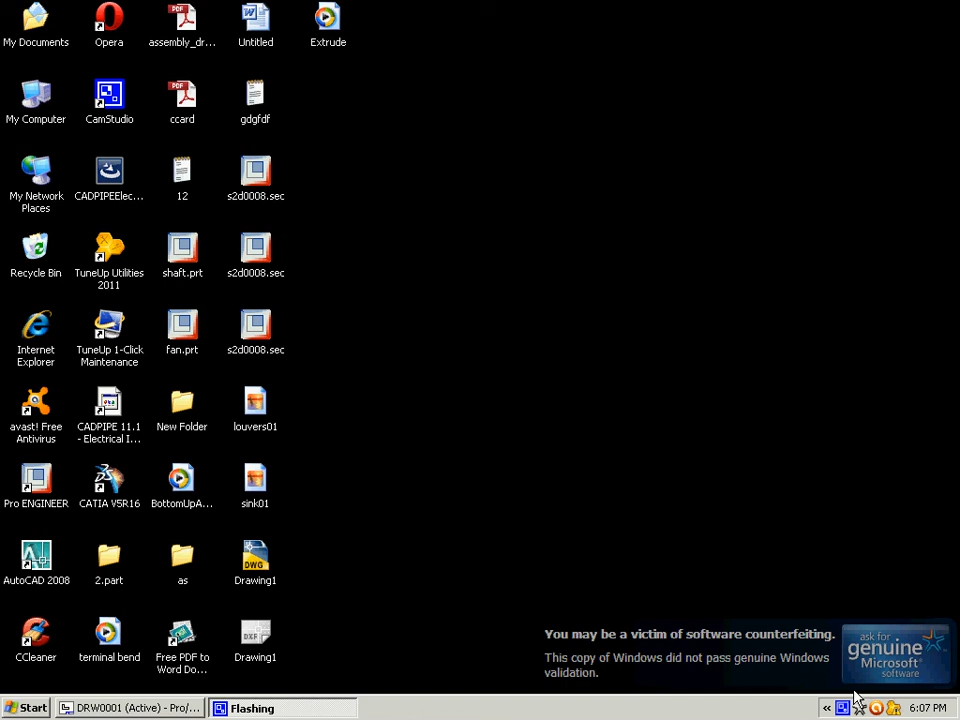 My Documents
Opera
assembly_dr...
Untitled
Extrude
My Computer
CamStudio
ccard
gdgfdf
My Network
Places
CADPIPEElec...
12
s2d0008.sec
Recycle Bin
TuneUp Utilities
2011
shaft.prt
s2d0008.sec
Internet
Explorer
TuneUp 1-Click
Maintenance
fan.prt
s2d0008.sec
avast! Free
Antivirus
CADPIPE 11.1
- Electrical I...
New Folder
louvers01
Pro ENGINEER
CATIA V5R16
BottomUpA...
sink01
AutoCAD 2008
2.part
as
DWG
Drawing1
CCleaner
terminal bend
Free PDF to
Word Do...
DXF
Drawing1
You may be a victim of software counterfeiting.
This copy of Windows did not pass genuine Windows
validation.
ask for
genuine
Microsoft®
software
Start
DRW0001 (Active) - Pro/...
Flashing
«
6:07 PM